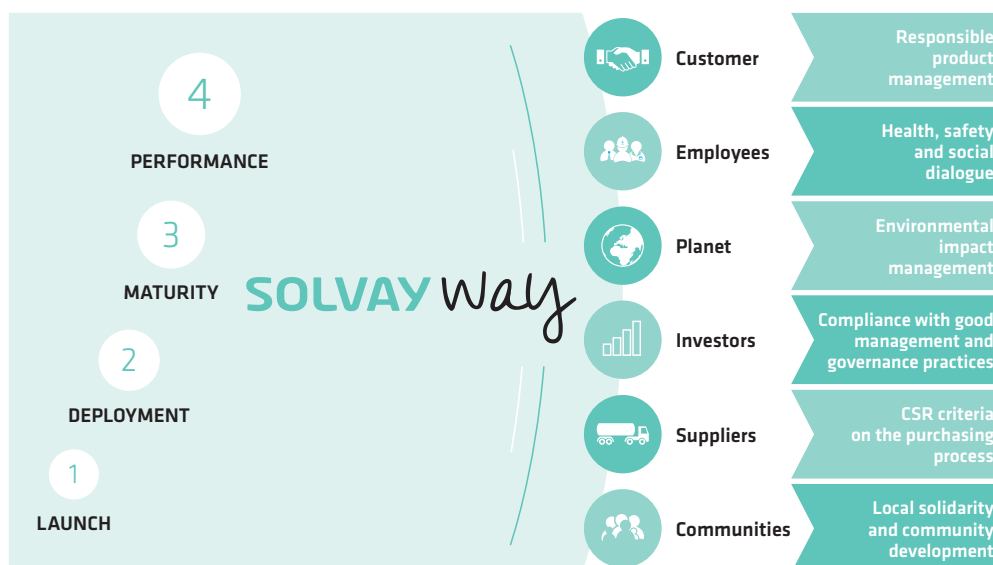 4
PERFORMANCE
3
MATURITY
2
DEPLOYMENT
1
LAUNCH
SOLVAY way
Customer
Responsible
product
management
Employees
Health, safety
and social
dialogue
Planet
Environmental
impact
management
Investors
Compliance with good
management and
governance practices
Suppliers
CSR criteria
on the purchasing
process
Communities
Local solidarity
and community
development